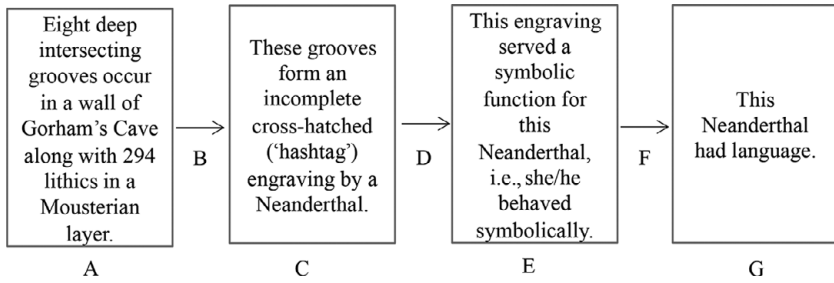 Eight deep
intersecting
grooves occur
in a wall of
Gorham's Cave
along with 294
lithics in a
Mousterian
layer.
A
B
These grooves
form an
incomplete
cross-hatched
('hashtag')
engraving by a
Neanderthal.
C
D
This engraving
served a
symbolic
function for
this
Neanderthal,
i.e., she/he
behaved
symbolically.
E
F
This
Neanderthal
had language.
G